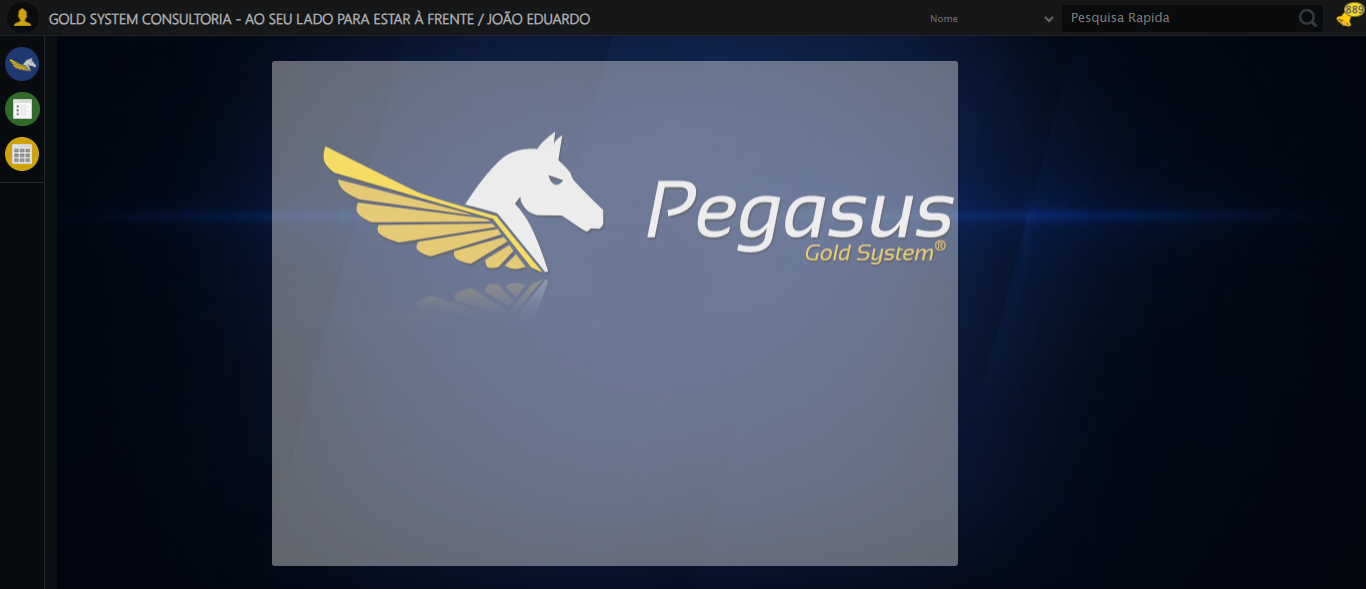 GOLD SYSTEM CONSULTORIA - AO SEU LADO PARA ESTAR À FRENTE / JOÃO EDUARDO
Nome
Pesquisa Rapida
889
Pegasus
Gold System®